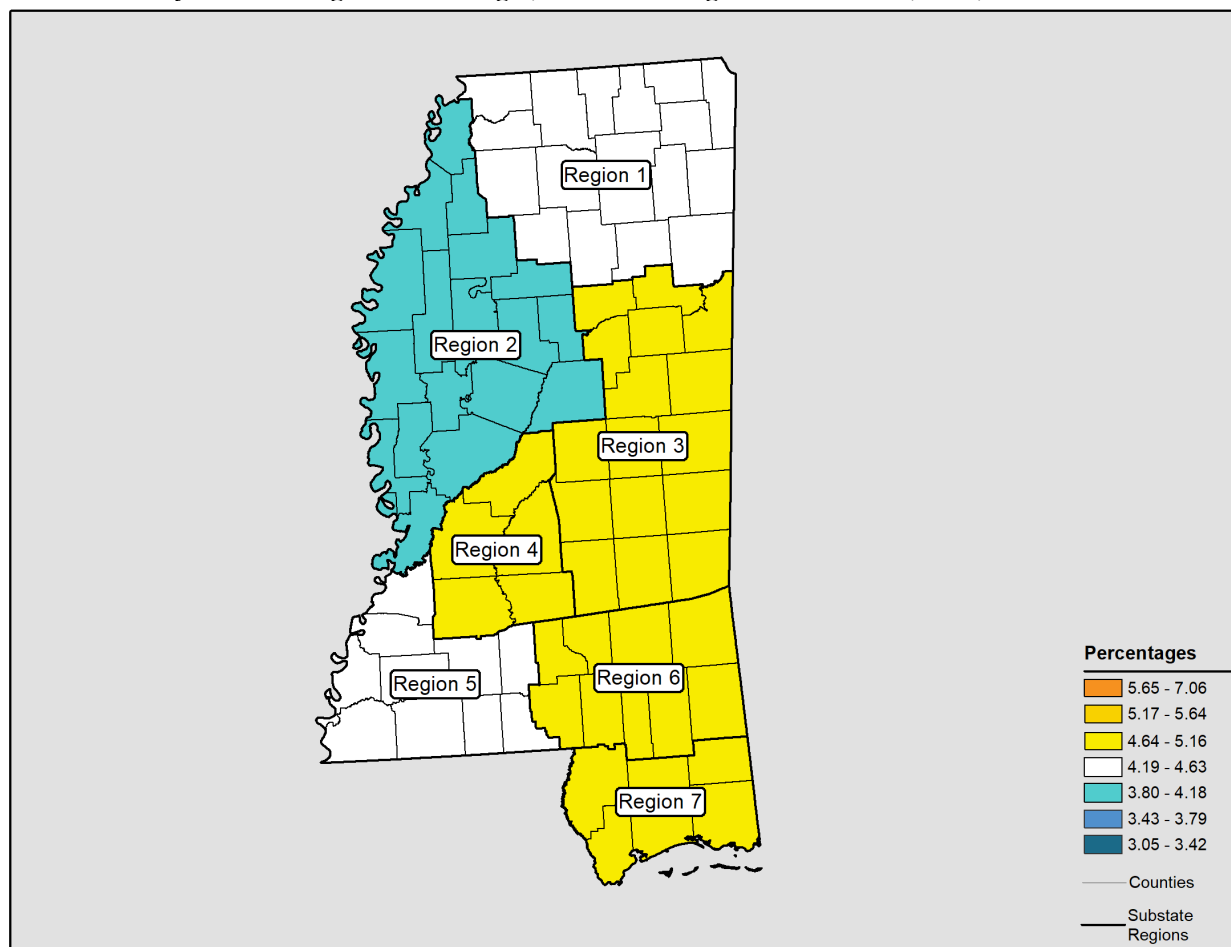 Region 1
Region 2
Region 3
Region 4
Region 5
Region 6
Region 7
Percentages
5.65 - 7.06
5.17 - 5.64
4.64 - 5.16
4.19 - 4.63
3.80 - 4.18
3.43 - 3.79
3.05 - 3.42
Counties
Substate
Regions